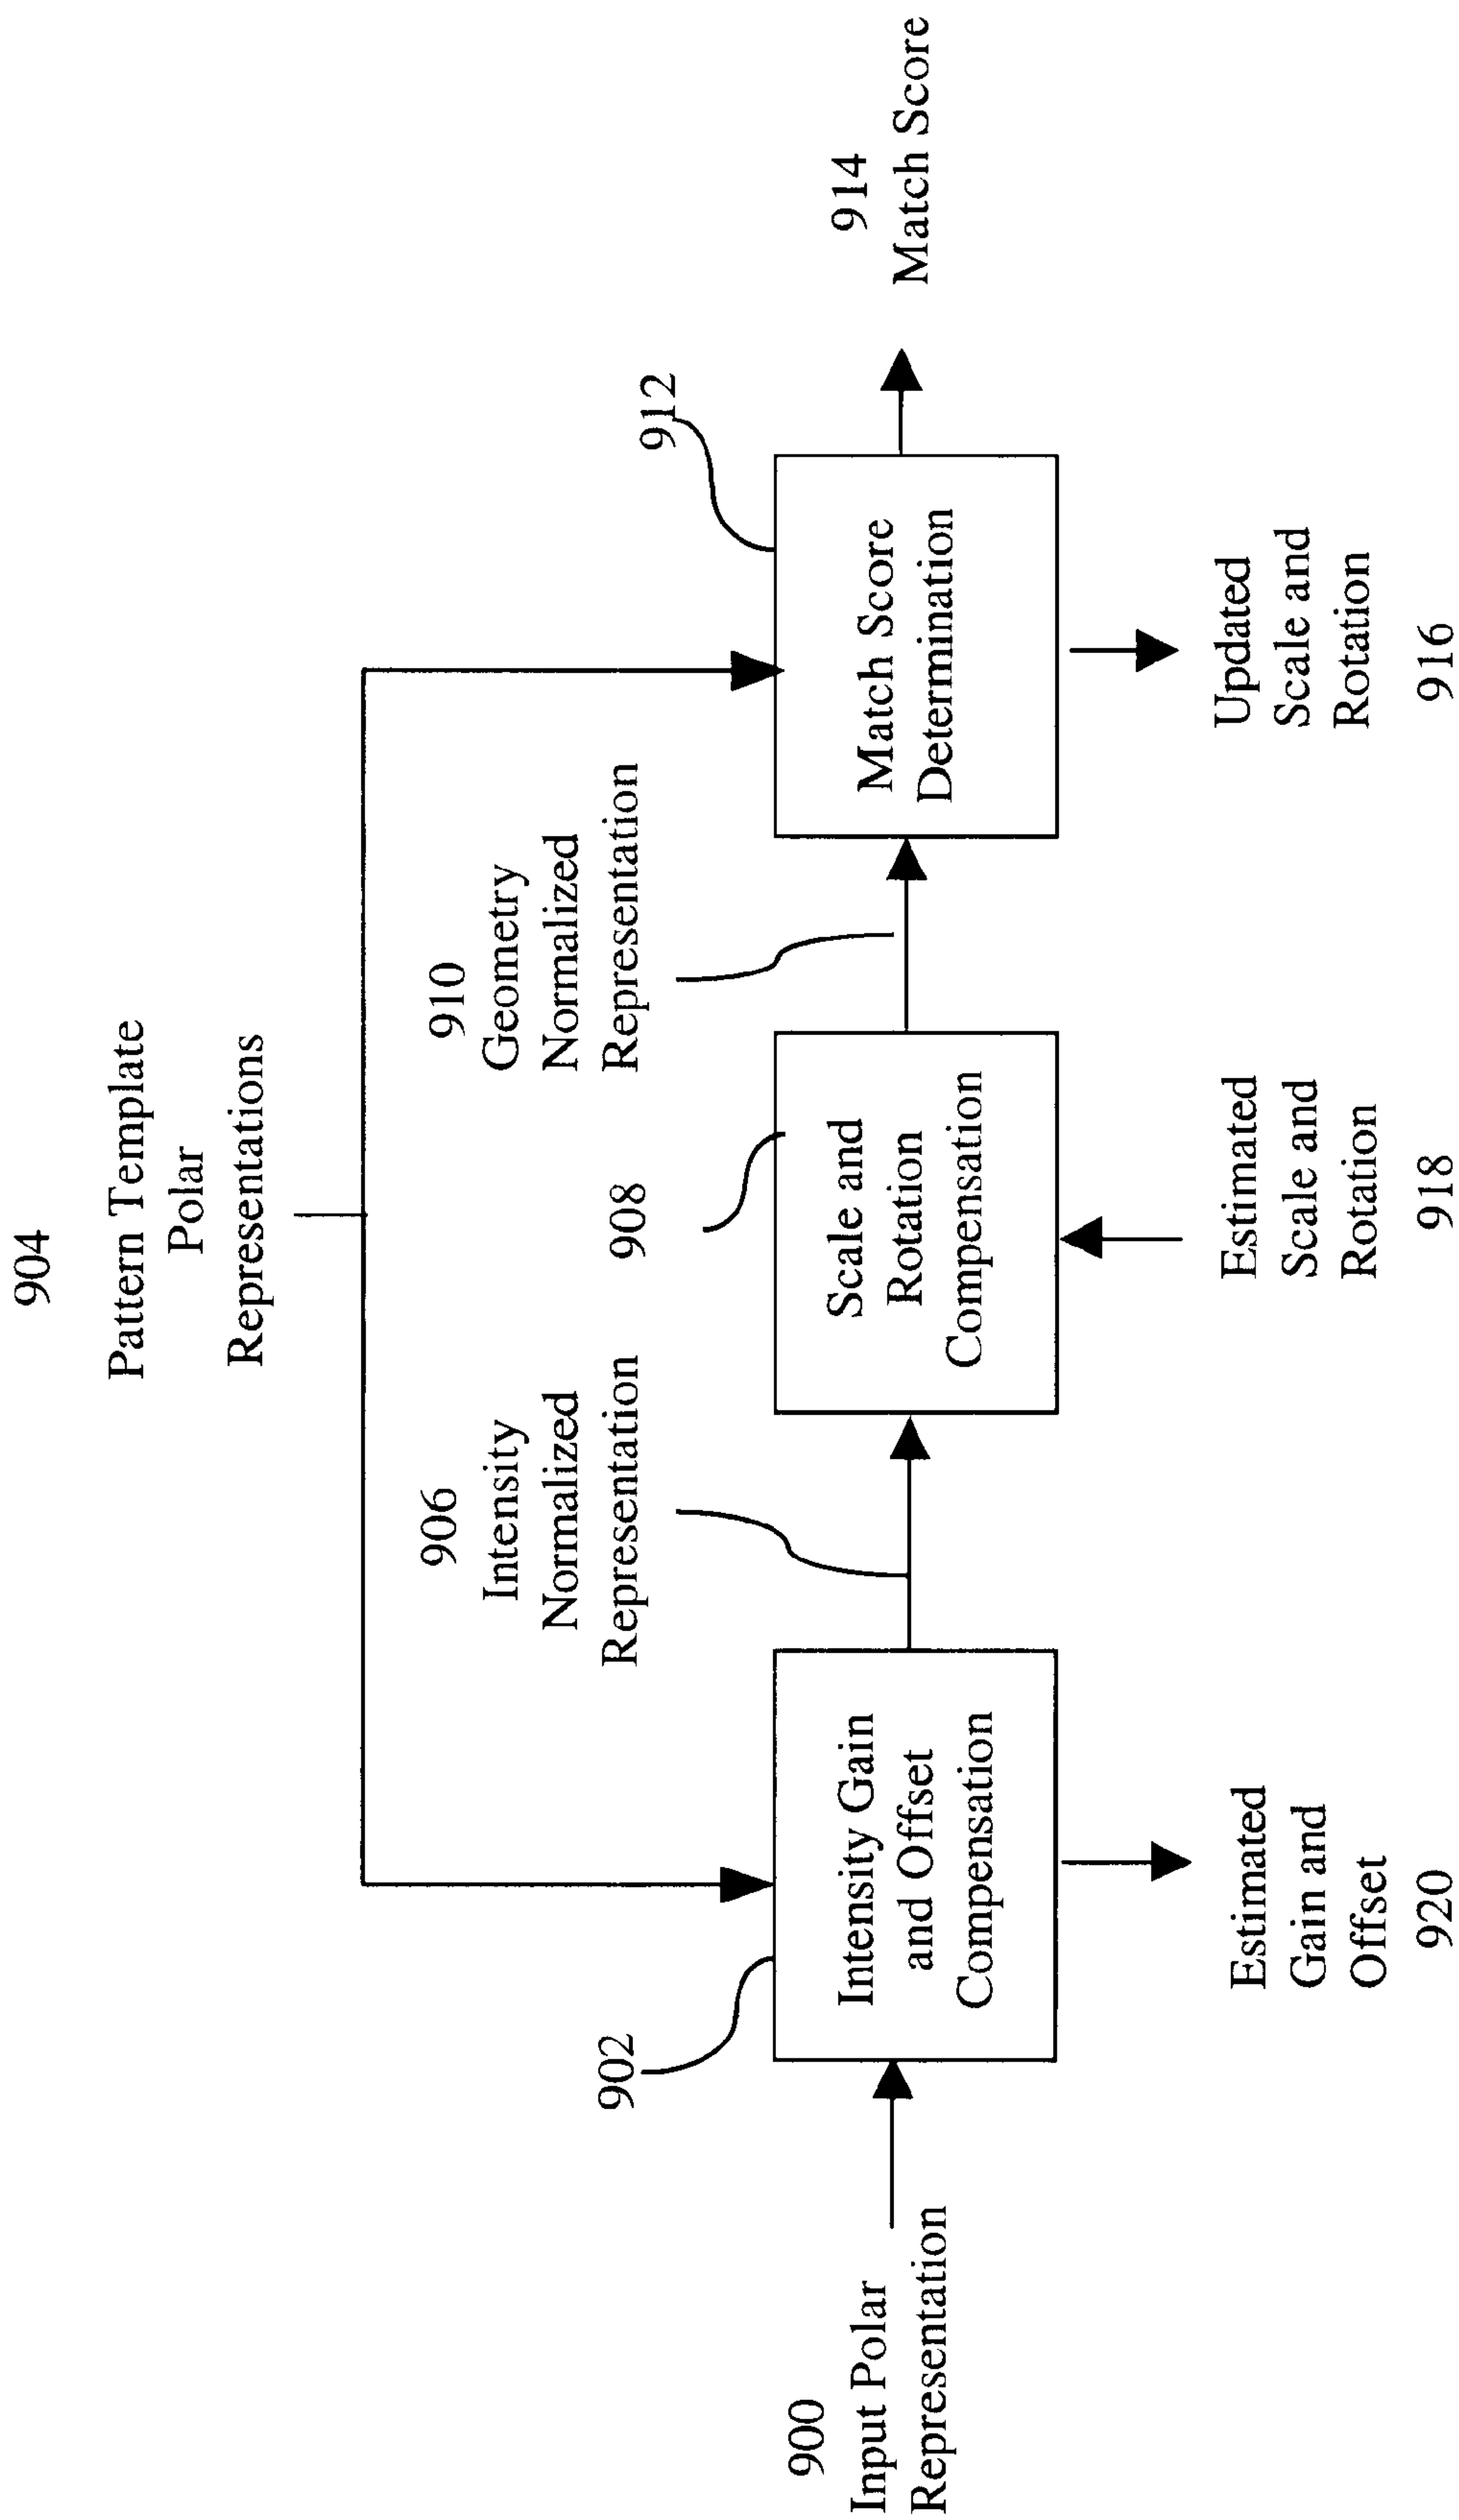 904
Pattern Template
Polar
Representations
906
Intensity
Normalized
Representation
910
Geometry
Normalized
Representation
902
908
912
900
Input Polar
Representation
Intensity Gain
and Offset
Compensation
Scale and
Rotation
Compensation
Match Score
Determination
914
Match Score
Estimated
Gain and
Offset
920
Estimated
Scale and
Rotation
918
Updated
Scale and
Rotation
916